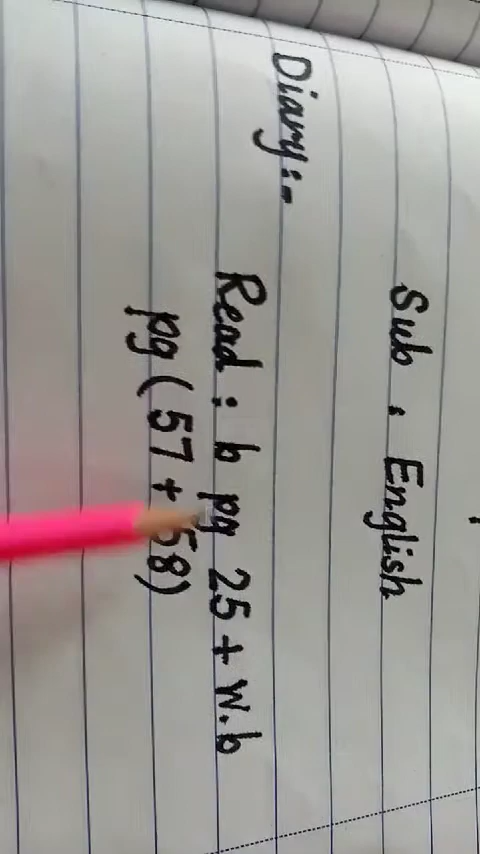 Sub : English
Diary:-
Read : b pg 25 + W.b
pg (57 + 58)